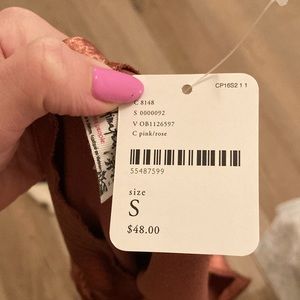 CP16S2 1 1
C 8148
S 0000092
V OB1126597
C pink/rose
55487599
size
S
$48.00